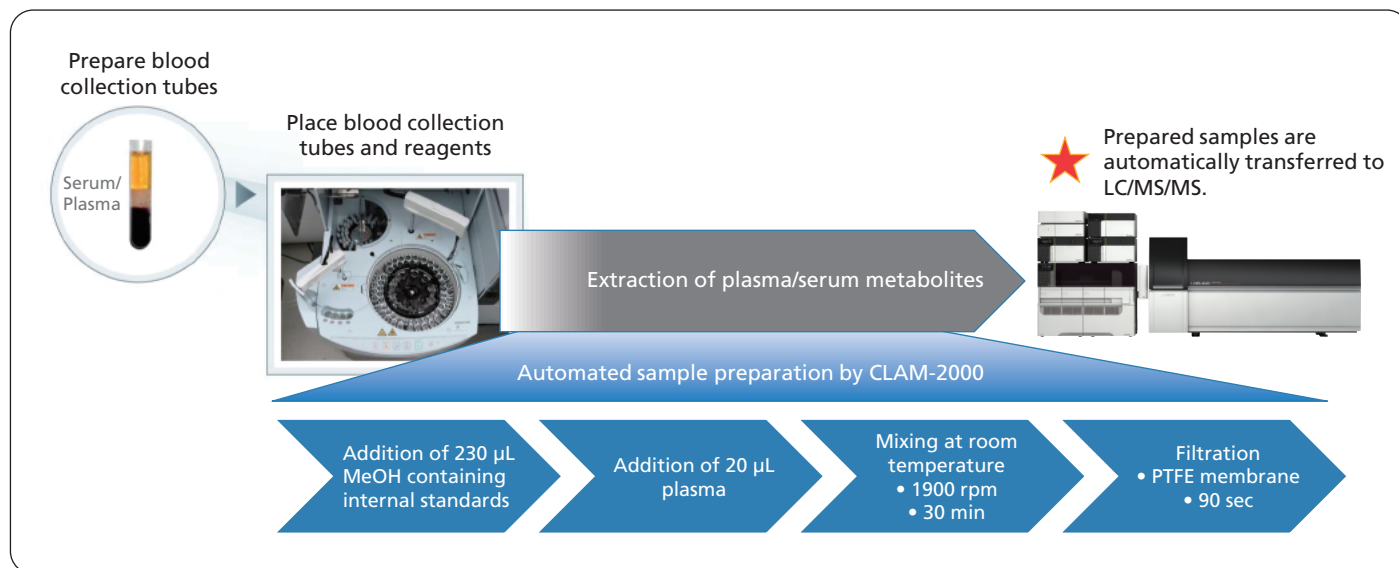 Prepare blood
collection tubes
Serum/
Plasma
Place blood collection
tubes and reagents
Extraction of plasma/serum metabolites
Prepared samples are
automatically transferred to
LC/MS/MS.
Automated sample preparation by CLAM-2000
Addition of 230 µL
MeOH containing
internal standards
Addition of 20 µL
plasma
Mixing at room
temperature
• 1900 rpm
• 30 min
Filtration
• PTFE membrane
• 90 sec